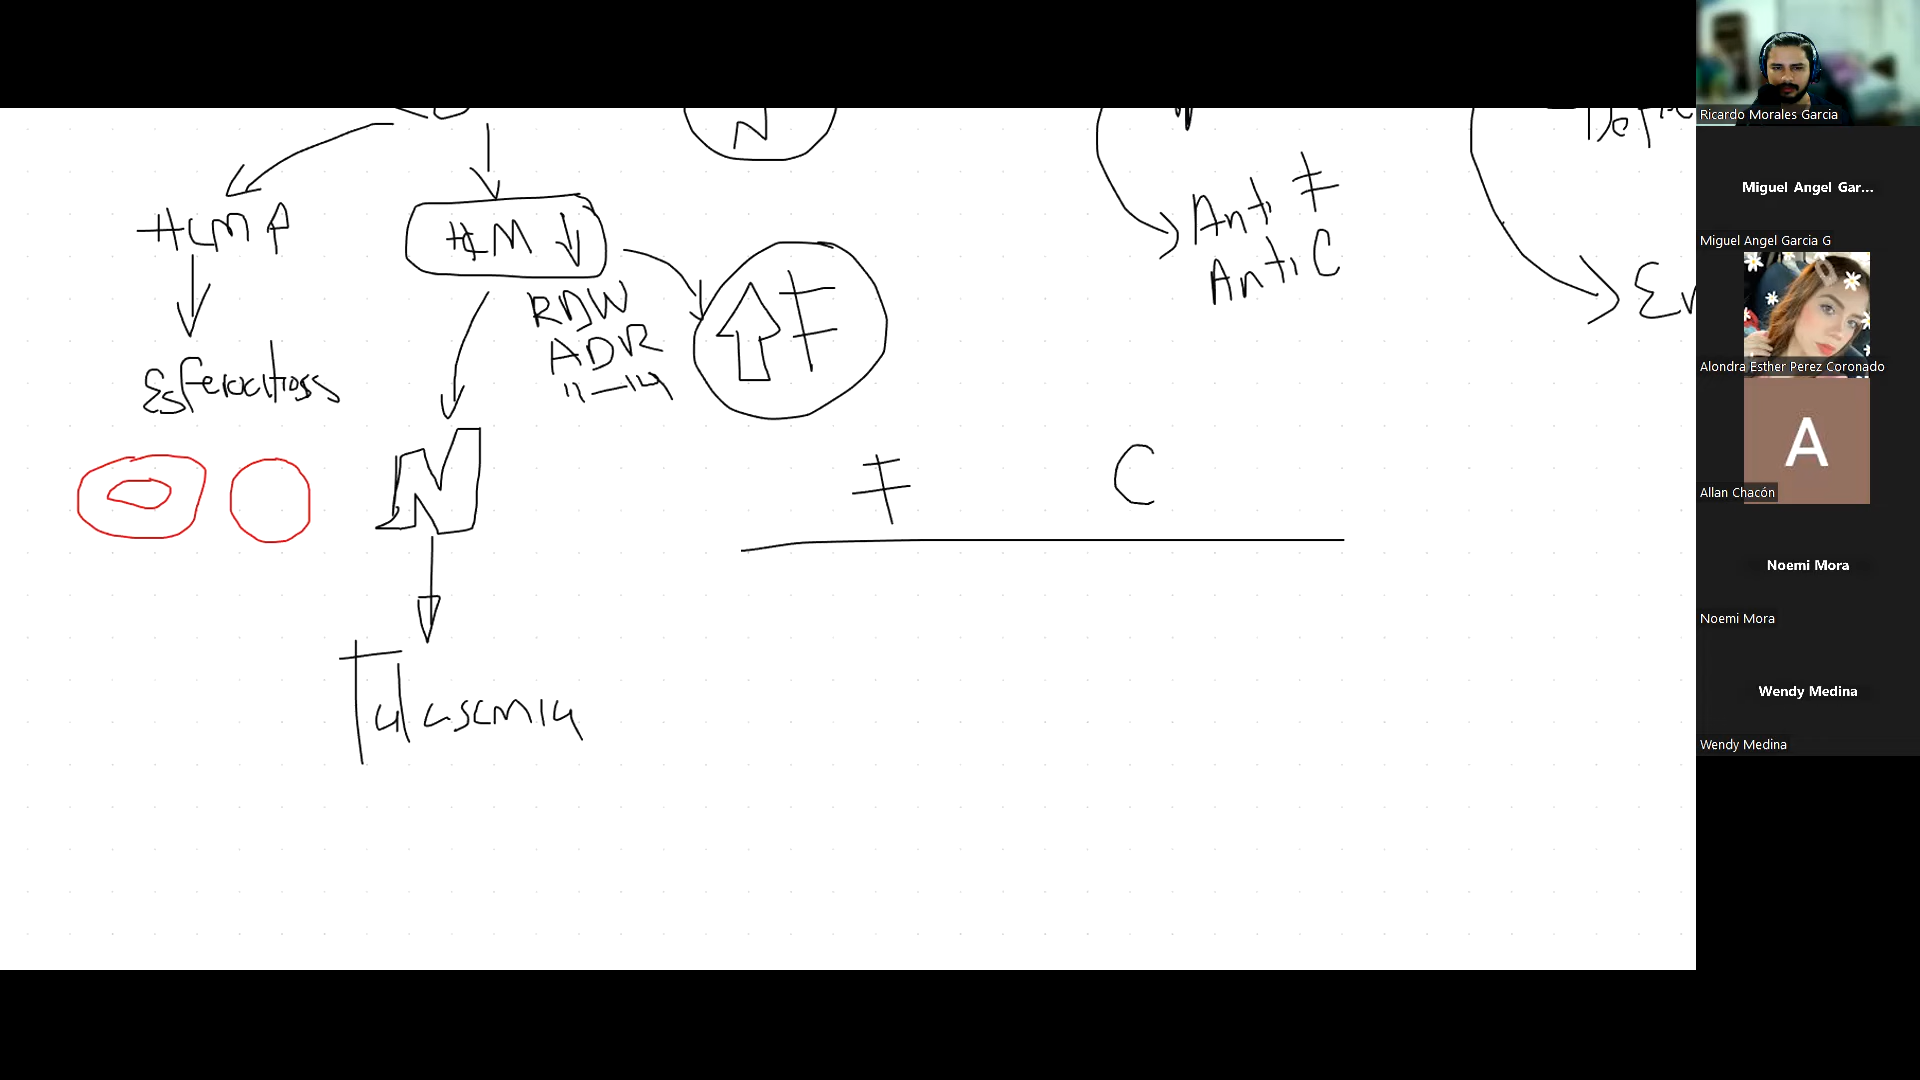 N
HCM ↑
HCM ↓
Anti F
Anti C
RDW
ADR
11-14
↑ F
Esferocitosis
N
F C
Talasemia
Ricardo Morales Garcia
Miguel Angel Gar...
Miguel Angel Garcia G
Alondra Esther Perez Coronado
A
Allan Chacón
Noemi Mora
Noemi Mora
Wendy Medina
Wendy Medina